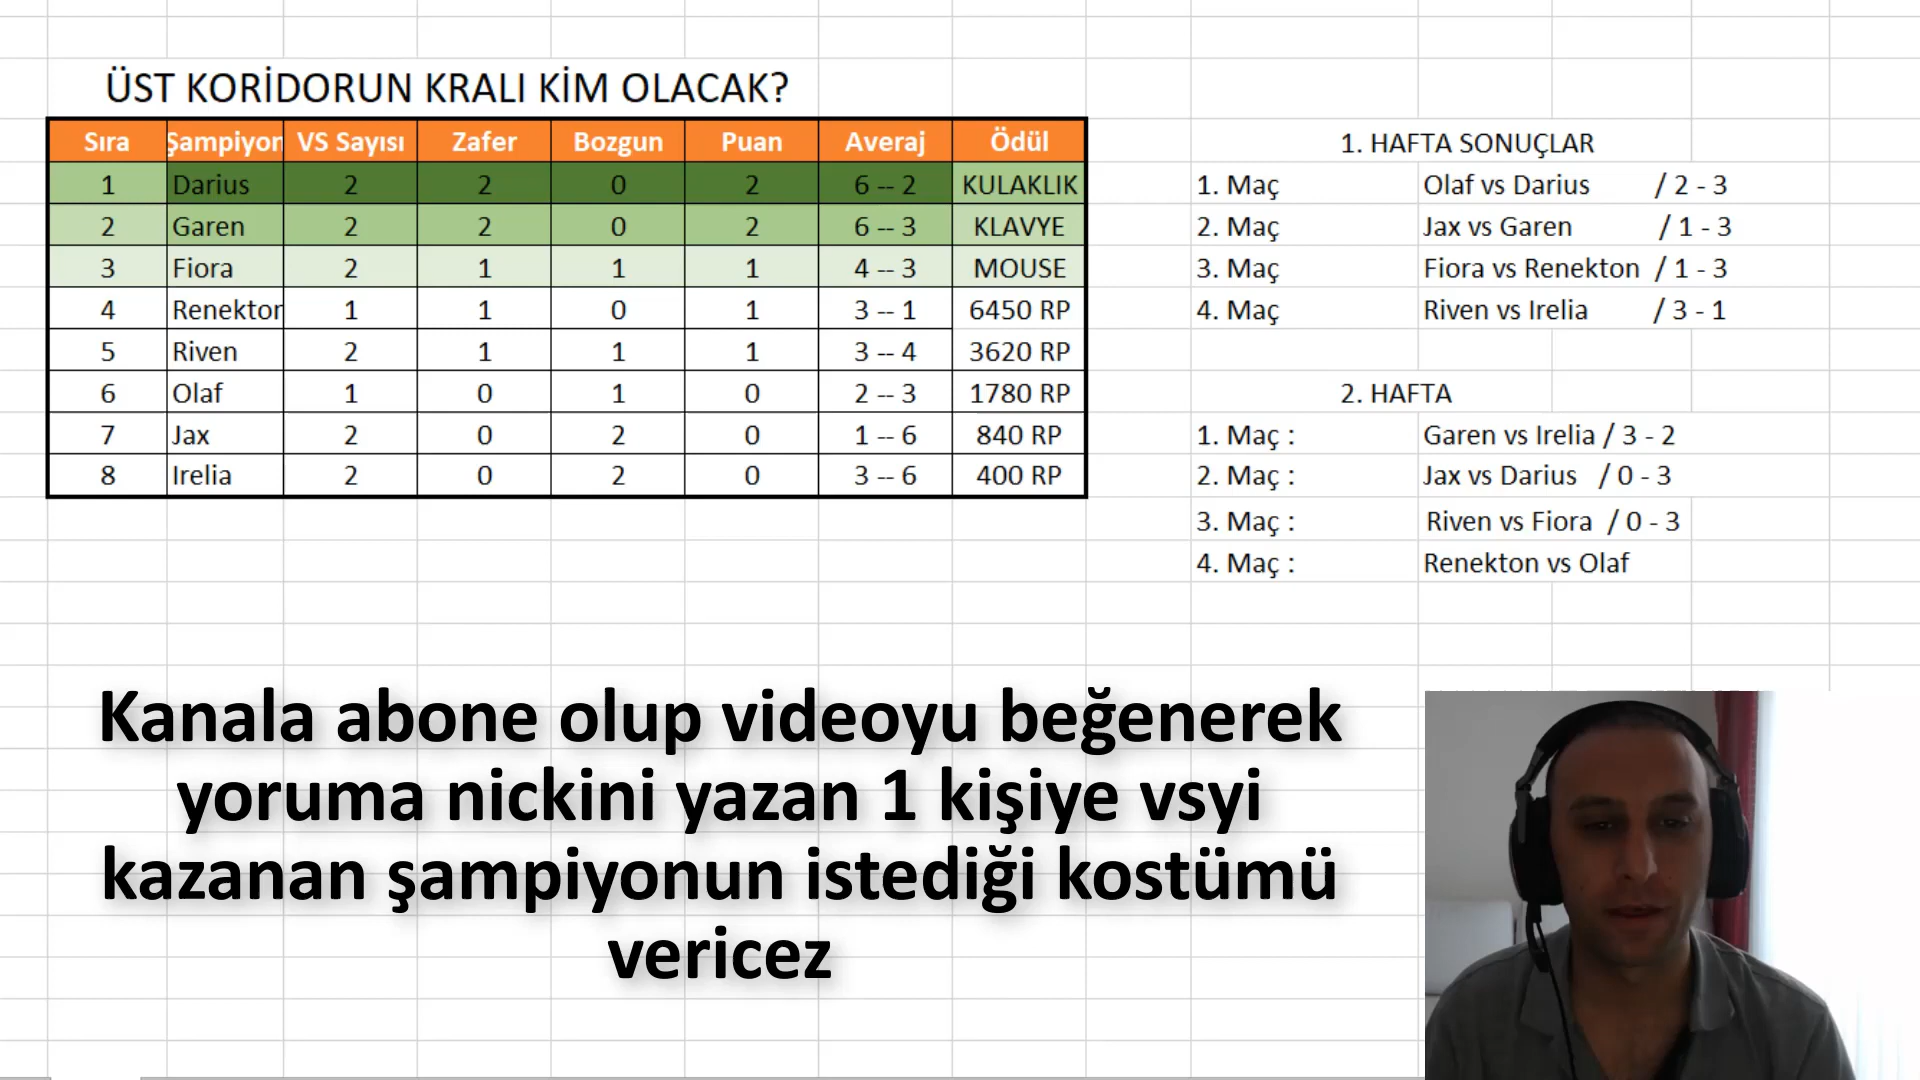 ÜST KORİDORUN KRALI KİM OLACAK?
Sıra Şampiyon VS Sayısı Zafer Bozgun Puan Averaj Ödül
1 Darius 2 2 0 2 6 -- 2 KULAKLIK
2 Garen 2 2 0 2 6 -- 3 KLAVYE
3 Fiora 2 1 1 1 4 -- 3 MOUSE
4 Renekton 1 1 0 1 3 -- 1 6450 RP
5 Riven 2 1 1 1 3 -- 4 3620 RP
6 Olaf 1 0 1 0 2 -- 3 1780 RP
7 Jax 2 0 2 0 1 -- 6 840 RP
8 Irelia 2 0 2 0 3 -- 6 400 RP
1. HAFTA SONUÇLAR
1. Maç Olaf vs Darius / 2 - 3
2. Maç Jax vs Garen / 1 - 3
3. Maç Fiora vs Renekton / 1 - 3
4. Maç Riven vs Irelia / 3 - 1
2. HAFTA
1. Maç : Garen vs Irelia / 3 - 2
2. Maç : Jax vs Darius / 0 - 3
3. Maç : Riven vs Fiora / 0 - 3
4. Maç : Renekton vs Olaf
Kanala abone olup videoyu beğenerek
yoruma nickini yazan 1 kişiye vsyi
kazanan şampiyonun istediği kostümü
vericez